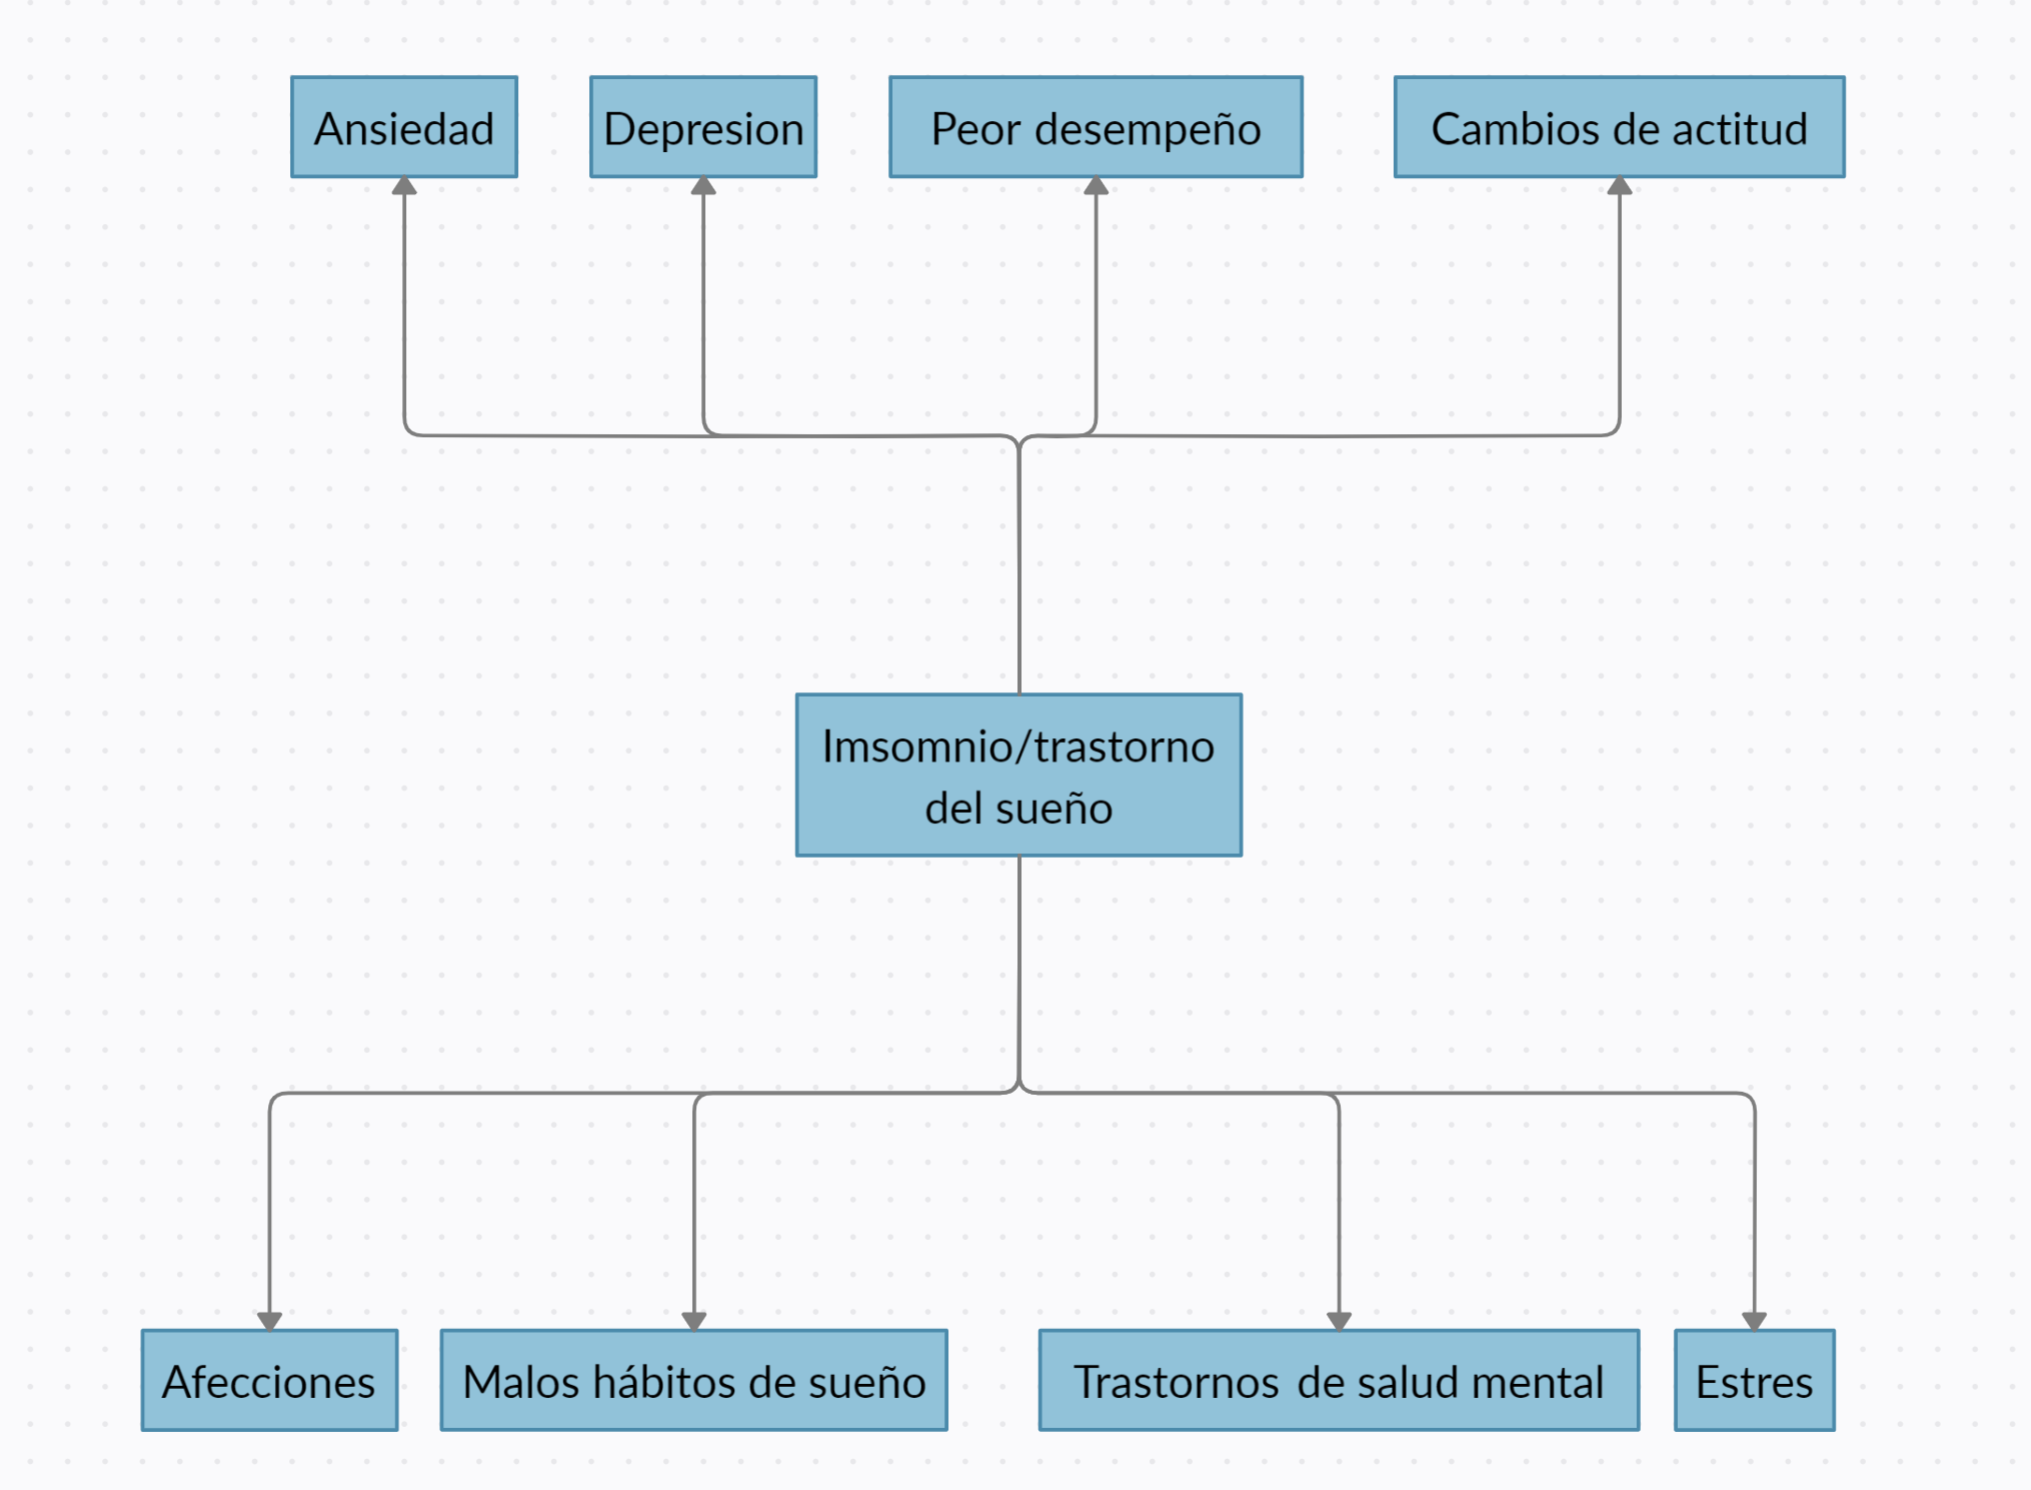 Ansiedad
Depresion
Peor desempeño
Cambios de actitud
Imsomnio/trastorno
del sueño
Afecciones
Malos hábitos de sueño
Trastornos de salud mental
Estres